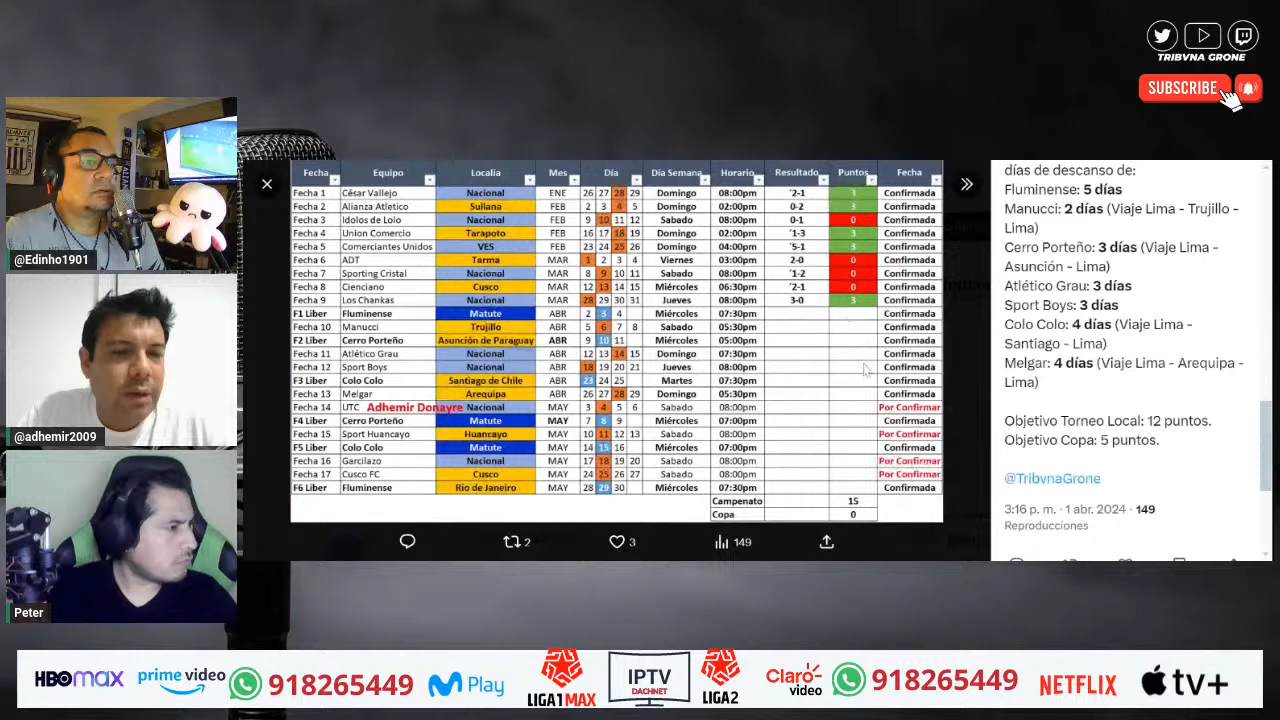 TRIBVNA GRONE
SUBSCRIBE
@Edinho1901
@adhemir2009
Peter
Fecha Equipo Localia Mes Día Día Semana Horario Resultado Puntos Fecha
Fecha 1 César Vallejo Nacional ENE 26 27 28 29 Domingo 08:00pm ´2-1 3 Confirmada
Fecha 2 Alianza Atletico Sullana FEB 2 3 4 5 Domingo 02:00pm 0-2 3 Confirmada
Fecha 3 Idolos de Lolo Nacional FEB 9 10 11 12 Sabado 08:00pm 0-1 0 Confirmada
Fecha 4 Union Comercio Tarapoto FEB 16 17 18 19 Domingo 02:00pm ´1-3 3 Confirmada
Fecha 5 Comerciantes Unidos VES FEB 23 24 25 26 Domingo 04:00pm ´5-1 3 Confirmada
Fecha 6 ADT Tarma MAR 1 2 3 4 Viernes 03:00pm 2-0 0 Confirmada
Fecha 7 Sporting Cristal Nacional MAR 8 9 10 11 Sabado 08:00pm ´1-2 0 Confirmada
Fecha 8 Cienciano Cusco MAR 12 13 14 15 Miércoles 06:30pm ´2-1 0 Confirmada
Fecha 9 Los Chankas Nacional MAR 28 29 30 31 Jueves 08:00pm 3-0 3 Confirmada
F1 Liber Fluminense Matute ABR 2 3 4 Miércoles 07:30pm Confirmada
Fecha 10 Manucci Trujillo ABR 5 6 7 8 Sabado 05:30pm Confirmada
F2 Liber Cerro Porteño Asunción de Paraguay ABR 9 10 11 Miércoles 05:00pm Confirmada
Fecha 11 Atlético Grau Nacional ABR 12 13 14 15 Domingo 07:30pm Confirmada
Fecha 12 Sport Boys Nacional ABR 18 19 20 21 Jueves 08:00pm Confirmada
F3 Liber Colo Colo Santiago de Chile ABR 23 24 25 Martes 07:30pm Confirmada
Fecha 13 Melgar Arequipa ABR 26 27 28 29 Domingo 05:30pm Confirmada
Fecha 14 UTC Adhemir Donayre Nacional MAY 3 4 5 6 Sabado 08:00pm Por Confirmar
F4 Liber Cerro Porteño Matute MAY 7 8 9 Miércoles 07:00pm Confirmada
Fecha 15 Sport Huancayo Huancayo MAY 10 11 12 13 Sabado 08:00pm Por Confirmar
F5 Liber Colo Colo Matute MAY 14 15 16 Miércoles 07:00pm Confirmada
Fecha 16 Garcilazo Nacional MAY 17 18 19 20 Sabado 08:00pm Por Confirmar
Fecha 17 Cusco FC Cusco MAY 24 25 26 27 Sabado 08:00pm Por Confirmar
F6 Liber Fluminense Rio de Janeiro MAY 28 29 30 Miércoles 07:30pm Confirmada
Campenato 15
Copa 0
2 3 149
días de descanso de:
Fluminense: 5 días
Manucci: 2 días (Viaje Lima - Trujillo -
Lima)
Cerro Porteño: 3 días (Viaje Lima -
Asunción - Lima)
Atlético Grau: 3 días
Sport Boys: 3 días
Colo Colo: 4 días (Viaje Lima -
Santiago - Lima)
Melgar: 4 días (Viaje Lima - Arequipa -
Lima)
Objetivo Torneo Local: 12 puntos.
Objetivo Copa: 5 puntos.
@TribvnaGrone
3:16 p. m. · 1 abr. 2024 · 149
Reproducciones
HBOMAX prime video 918265449 Play LIGA1MAX IPTV DACHNET LIGA2 Claro video 918265449 NETFLIX tv+